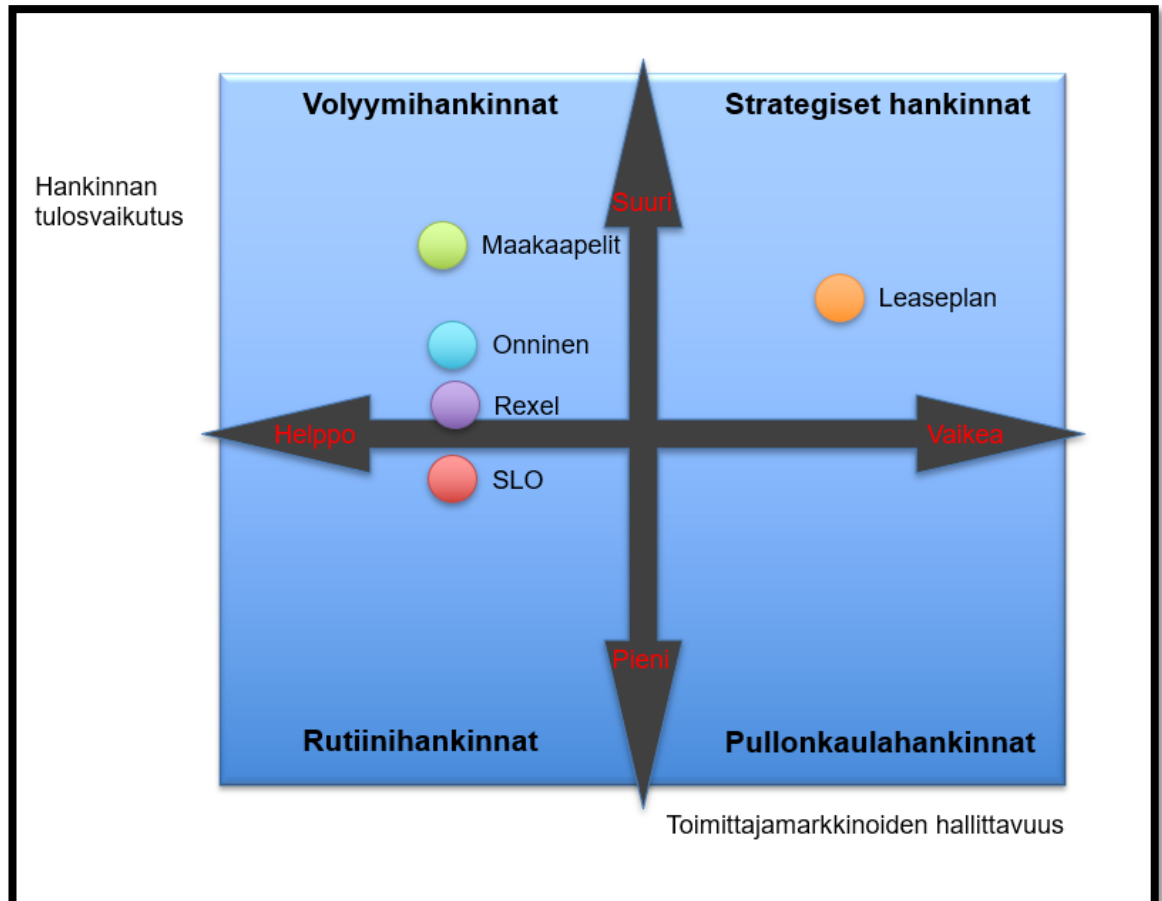 Volyymihankinnat
Strategiset hankinnat
Hankinnan
tulosvaikutus
Suuri
Maakaapelit
Leaseplan
Onninen
Rexel
Helppo
Vaikea
SLO
Pieni
Rutiinihankinnat
Pullonkaulahankinnat
Toimittajamarkkinoiden hallittavuus